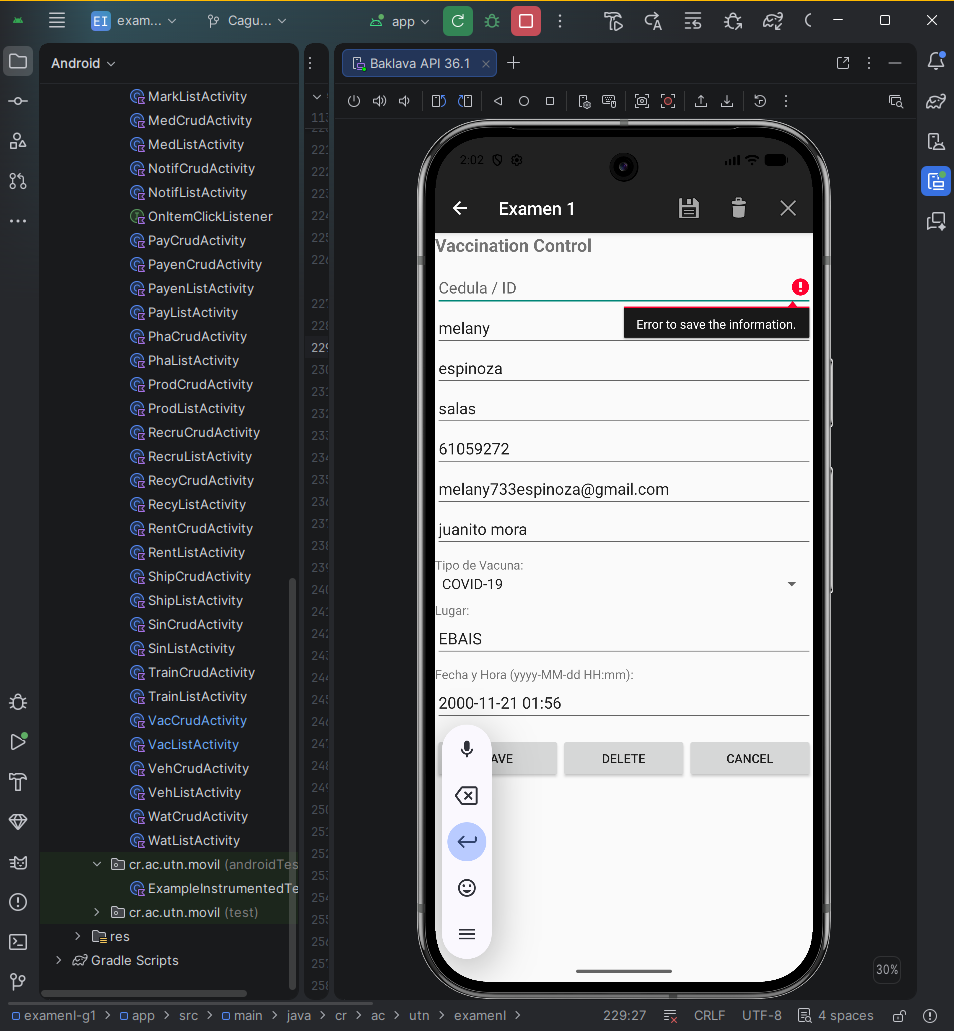 EI exam... Cagu... app
Android
Baklava API 36.1
MarkListActivity
MedCrudActivity
MedListActivity
NotifCrudActivity
NotifListActivity
OnItemClickListener
PayCrudActivity
PayenCrudActivity
PayenListActivity
PayListActivity
PhaCrudActivity
PhaListActivity
ProdCrudActivity
ProdListActivity
RecruCrudActivity
RecruListActivity
RecyCrudActivity
RecyListActivity
RentCrudActivity
RentListActivity
ShipCrudActivity
ShipListActivity
SinCrudActivity
SinListActivity
TrainCrudActivity
TrainListActivity
VacCrudActivity
VacListActivity
VehCrudActivity
VehListActivity
WatCrudActivity
WatListActivity
cr.ac.utn.movil (androidTes
ExampleInstrumentedTe
cr.ac.utn.movil (test)
res
Gradle Scripts
229
2:02
Examen 1
Vaccination Control
Cedula / ID
Error to save the information.
melany
espinoza
salas
61059272
melany733espinoza@gmail.com
juanito mora
Tipo de Vacuna:
COVID-19
Lugar:
EBAIS
Fecha y Hora (yyyy-MM-dd HH:mm):
2000-11-21 01:56
AVE DELETE CANCEL
30%
examenI-g1 app src main java cr ac utn examenI 229:27 CRLF UTF-8 4 spaces